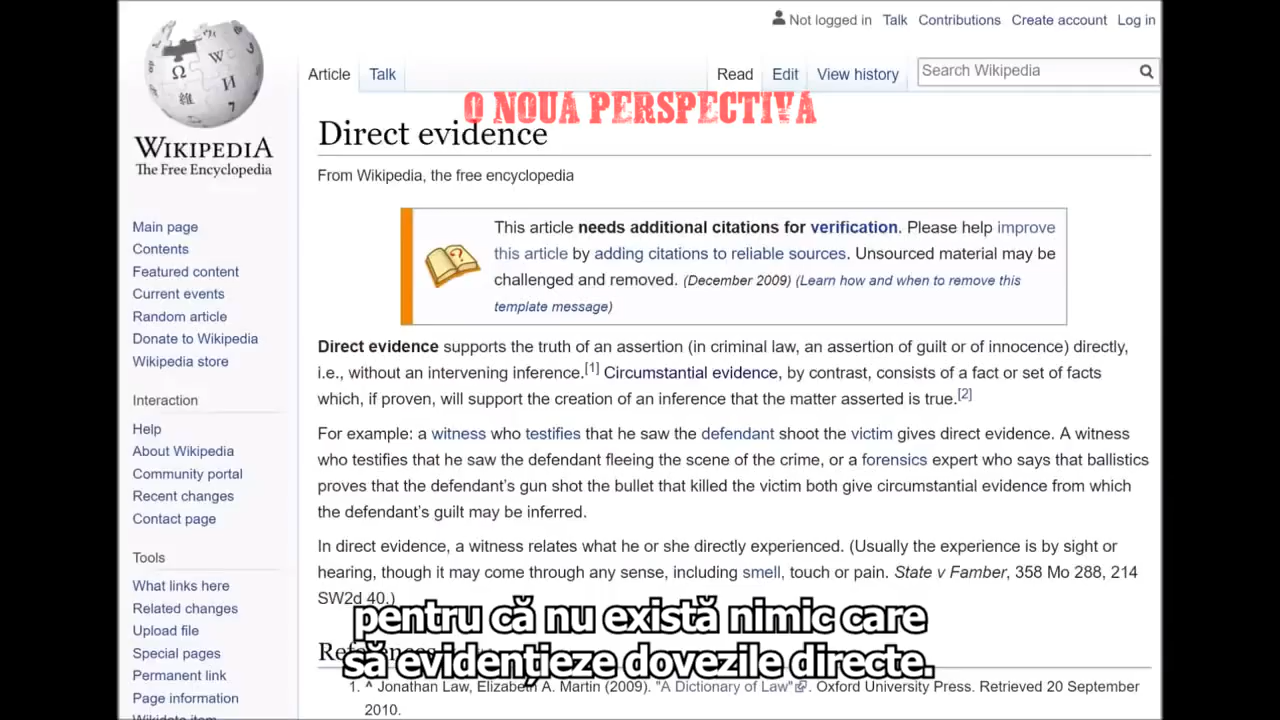 Not logged in Talk Contributions Create account Log in
WIKIPEDIA
The Free Encyclopedia
Main page
Contents
Featured content
Current events
Random article
Donate to Wikipedia
Wikipedia store
Interaction
Help
About Wikipedia
Community portal
Recent changes
Contact page
Tools
What links here
Related changes
Upload file
Special pages
Permanent link
Page information
Wikidata item
Article Talk Read Edit View history Search Wikipedia
O NOUA PERSPECTIVA
Direct evidence
From Wikipedia, the free encyclopedia
This article needs additional citations for verification. Please help improve
this article by adding citations to reliable sources. Unsourced material may be
challenged and removed. (December 2009) (Learn how and when to remove this
template message)
Direct evidence supports the truth of an assertion (in criminal law, an assertion of guilt or of innocence) directly,
i.e., without an intervening inference.[1] Circumstantial evidence, by contrast, consists of a fact or set of facts
which, if proven, will support the creation of an inference that the matter asserted is true.[2]
For example: a witness who testifies that he saw the defendant shoot the victim gives direct evidence. A witness
who testifies that he saw the defendant fleeing the scene of the crime, or a forensics expert who says that ballistics
proves that the defendant's gun shot the bullet that killed the victim both give circumstantial evidence from which
the defendant's guilt may be inferred.
In direct evidence, a witness relates what he or she directly experienced. (Usually the experience is by sight or
hearing, though it may come through any sense, including smell, touch or pain. State v Famber, 358 Mo 288, 214
SW2d 40.)
References
1. ^ Jonathan Law, Elizabeth A. Martin (2009). "A Dictionary of Law". Oxford University Press. Retrieved 20 September
2010.
pentru că nu există nimic care
să evidenţieze dovezile directe.